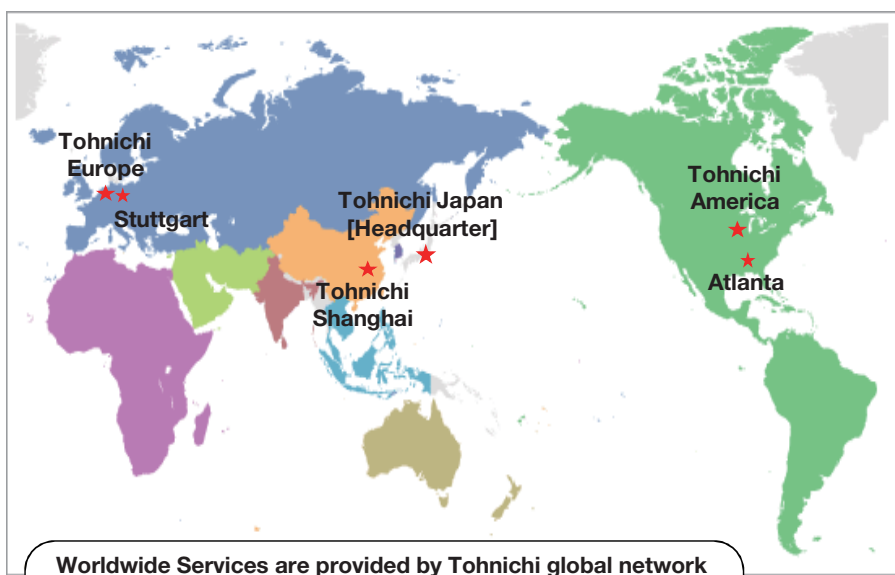 Tohnichi
Europe
Stuttgart
Tohnichi Japan
[Headquarter]
Tohnichi
Shanghai
Tohnichi
America
Atlanta
Worldwide Services are provided by Tohnichi global network